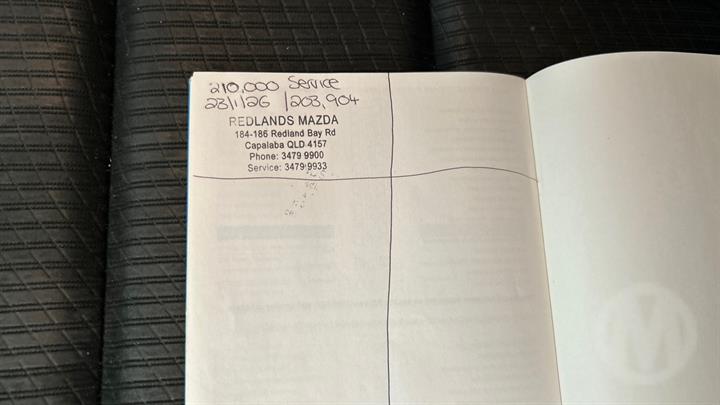 210,000 Service
23/1/26 | 203,904
REDLANDS MAZDA
184-186 Redland Bay Rd
Capalaba QLD 4157
Phone: 3479 9900
Service: 3479 9933
M